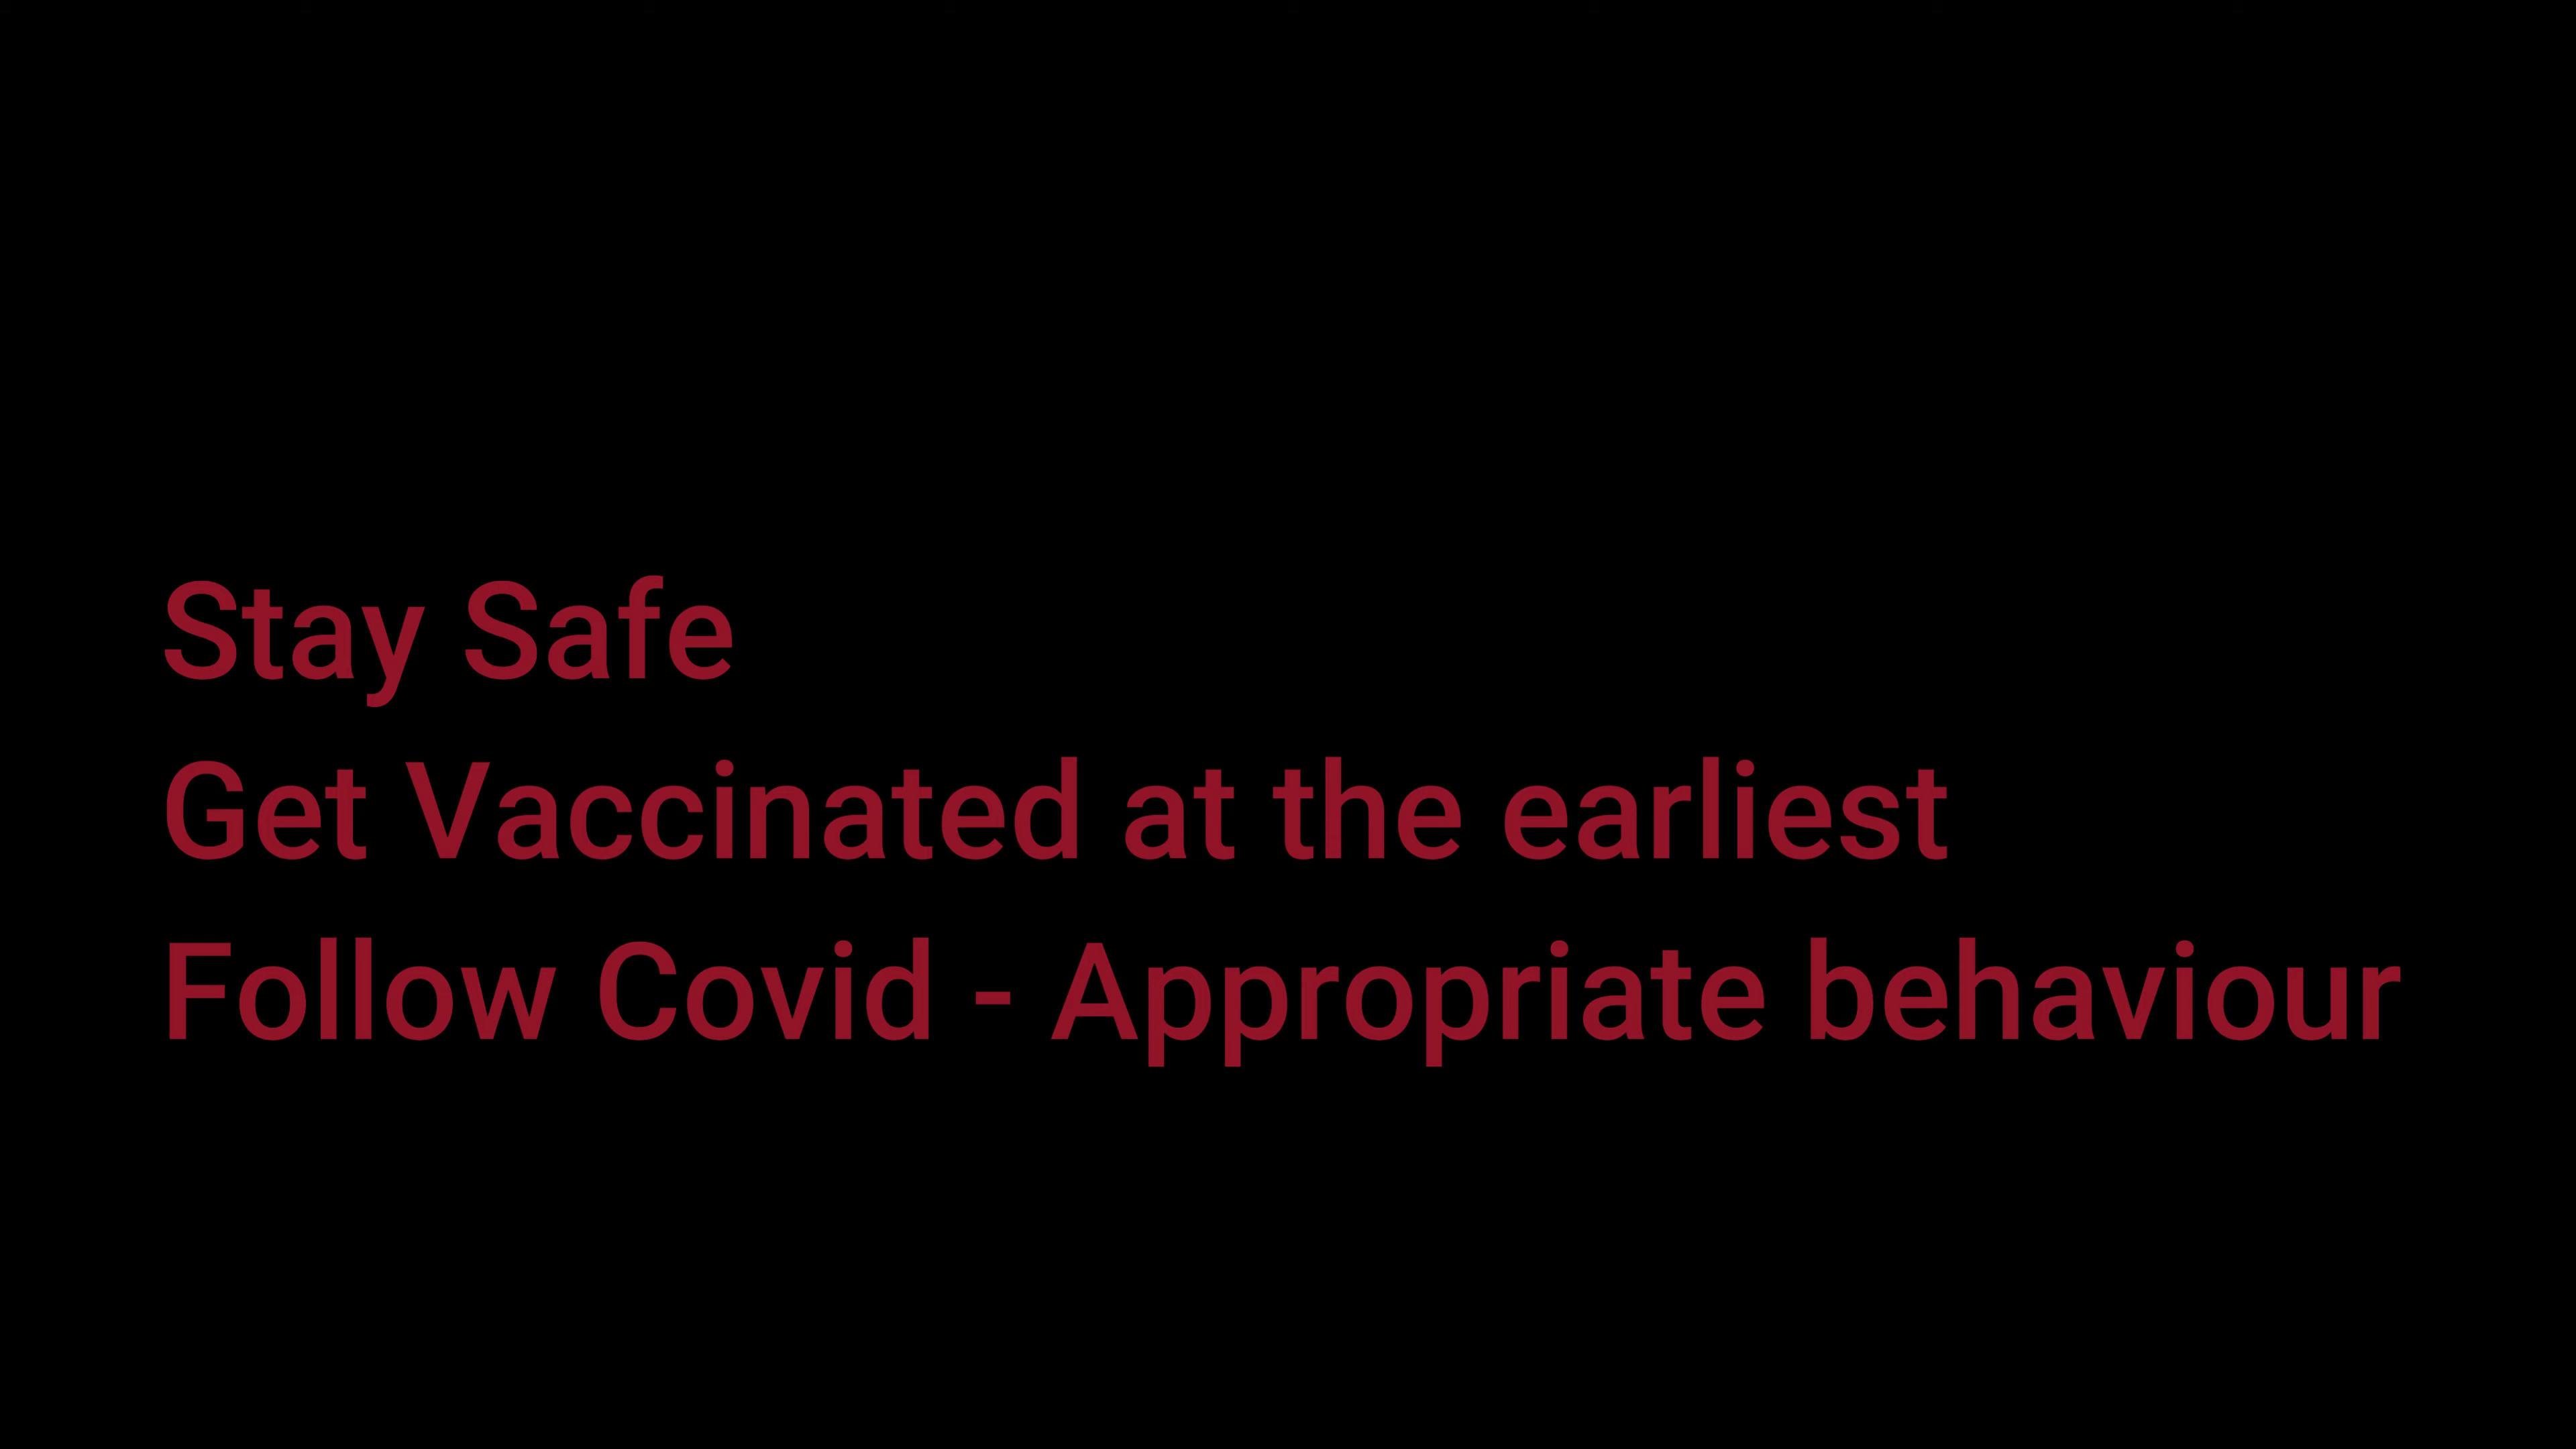 Stay Safe
Get Vaccinated at the earliest
Follow Covid - Appropriate behaviour